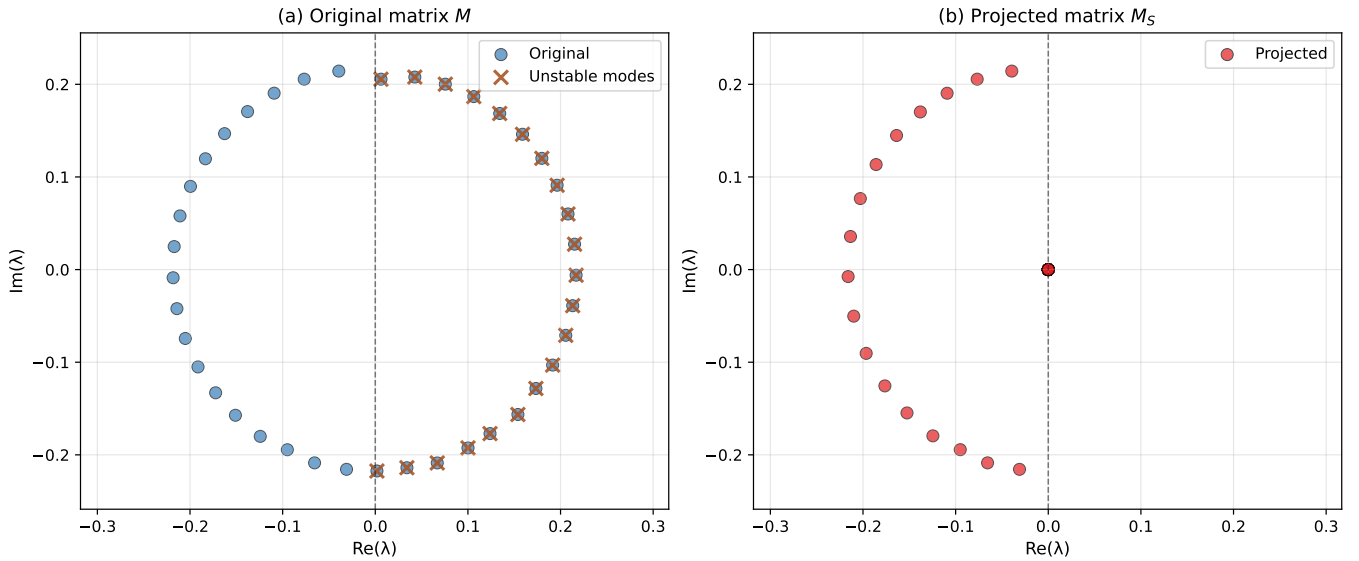 (a) Original matrix M
Original
Unstable modes
0.2
0.1
0.0
−0.1
−0.2
Im(λ)
−0.3
−0.2
−0.1
0.0
0.1
0.2
0.3
Re(λ)
(b) Projected matrix M_S
Projected
0.2
0.1
0.0
−0.1
−0.2
Im(λ)
−0.3
−0.2
−0.1
0.0
0.1
0.2
0.3
Re(λ)